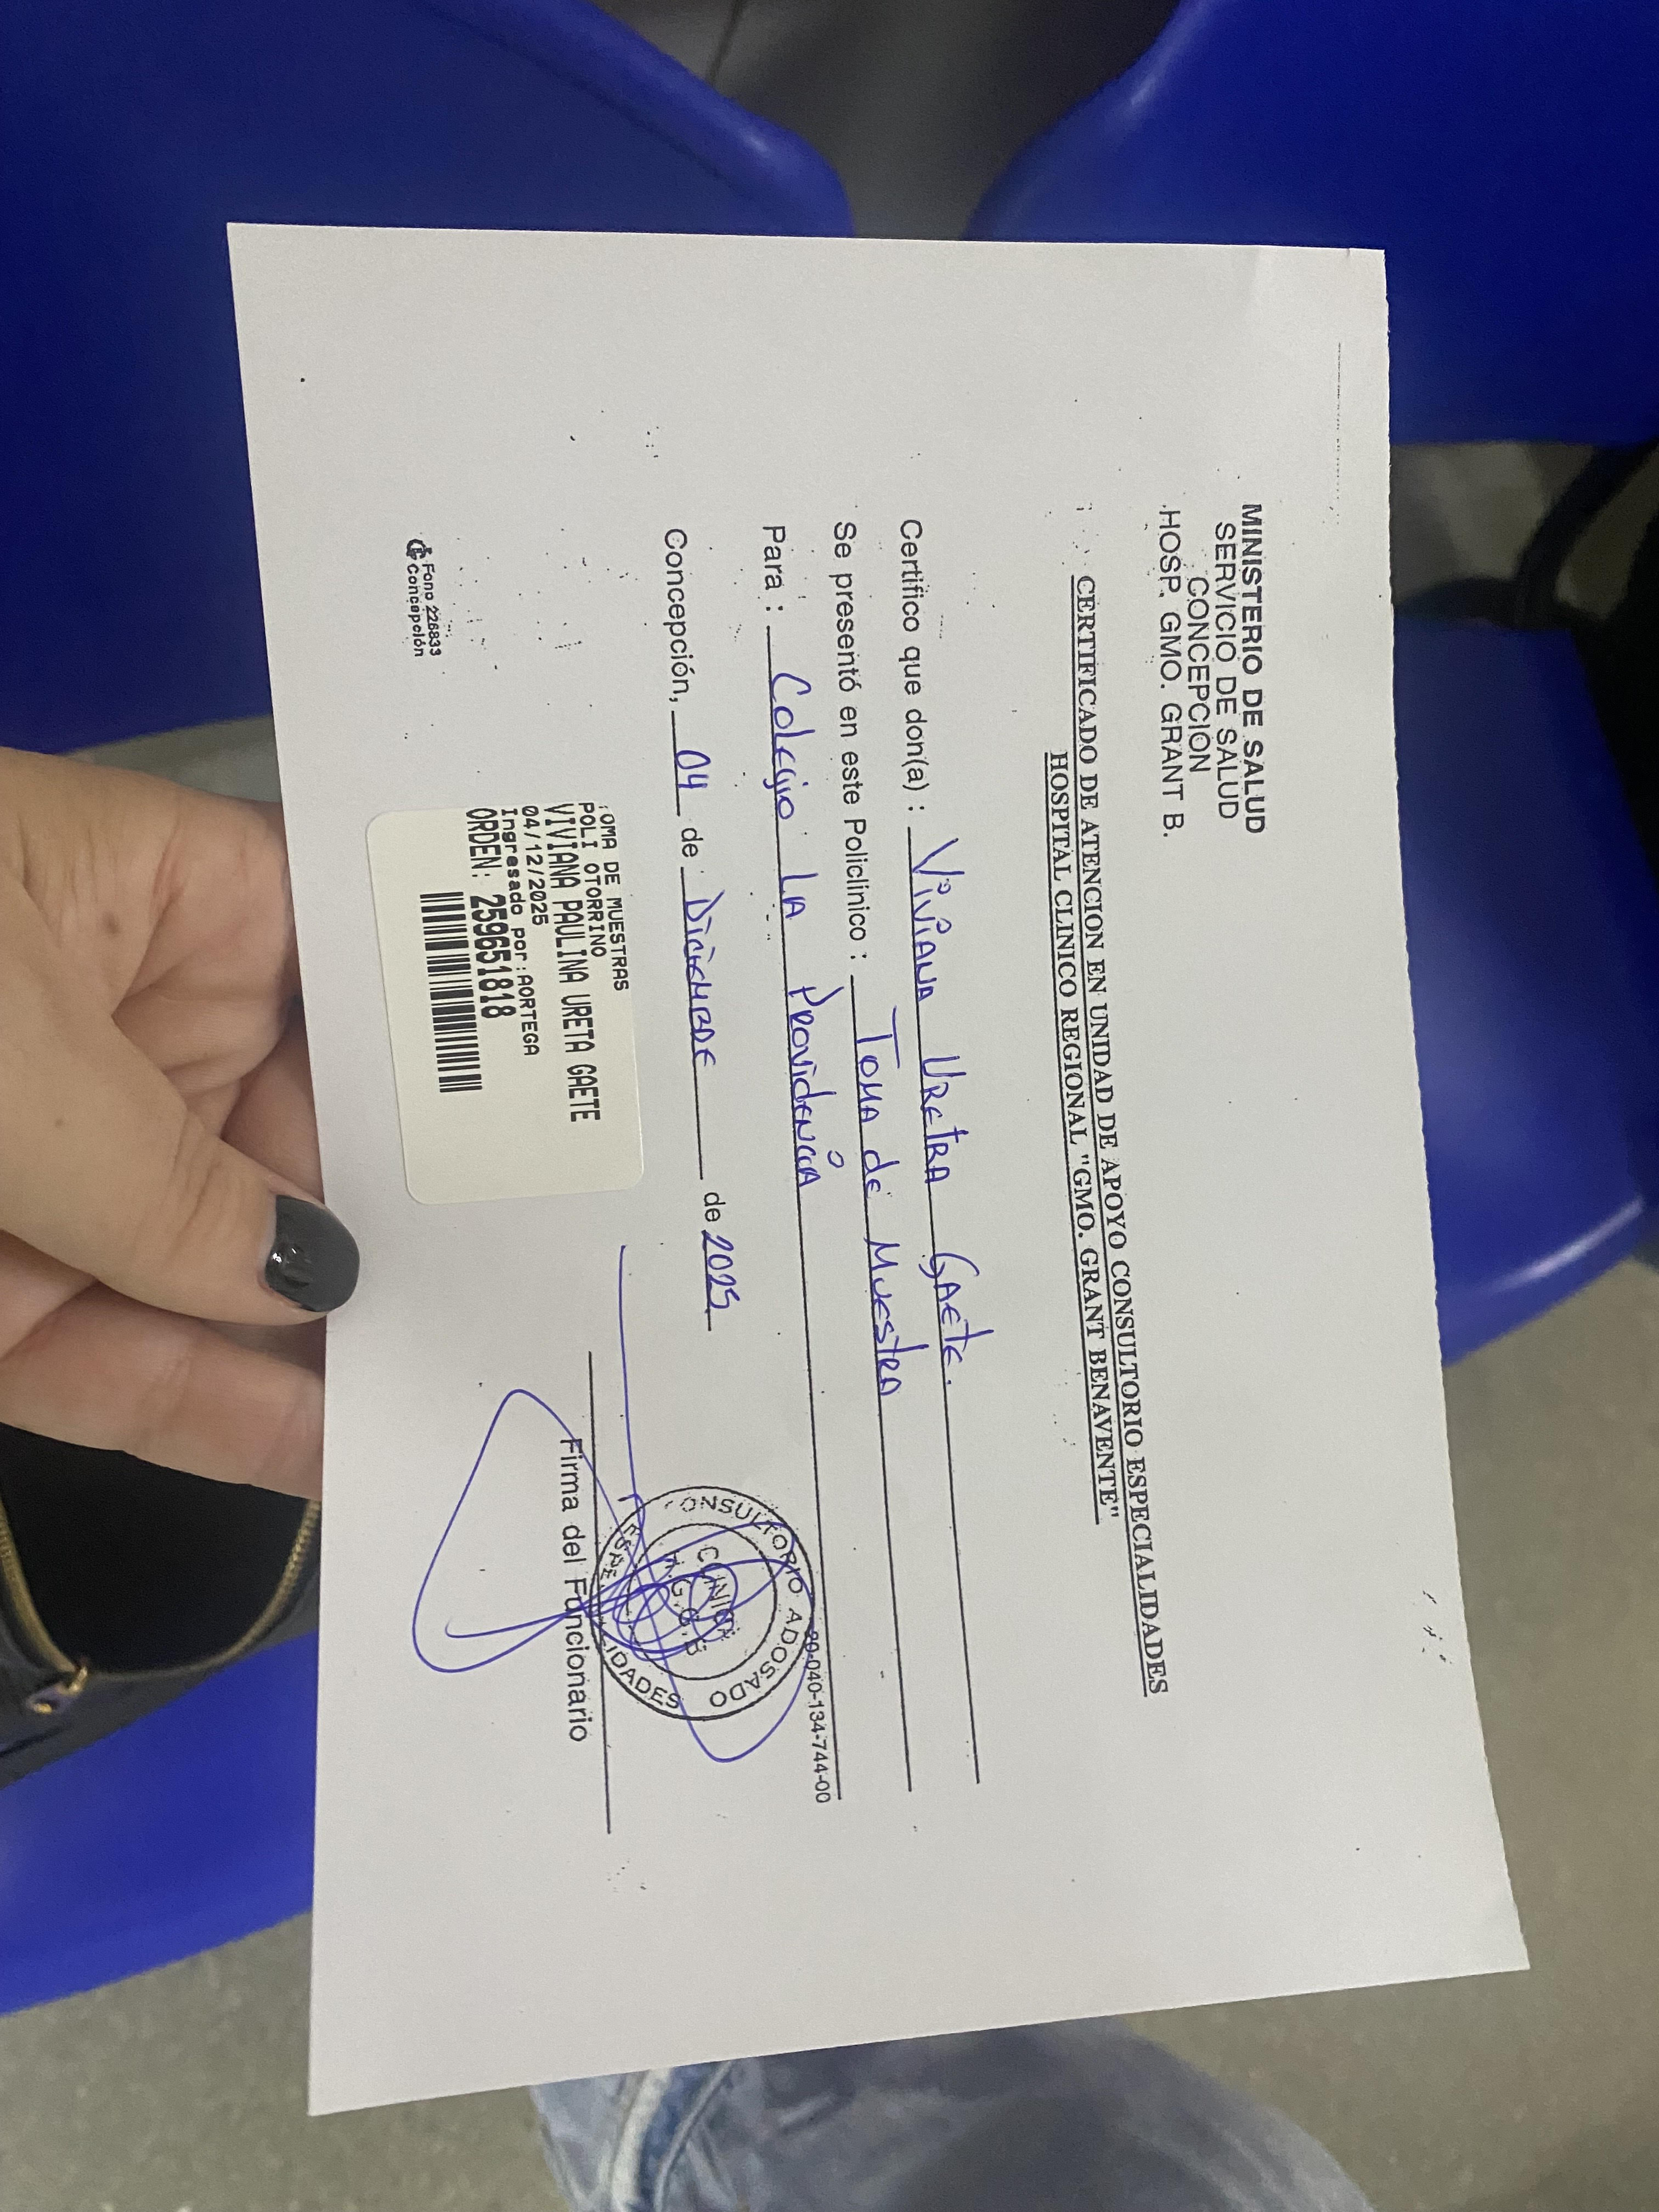 MINISTERIO DE SALUD
SERVICIO DE SALUD
CONCEPCIÓN
HOSP. GMO. GRANT B.
CERTIFICADO DE ATENCION EN UNIDAD DE APOYO CONSULTORIO ESPECIALIDADES
HOSPITAL CLINICO REGIONAL "GMO. GRANT BENAVENTE"
Certifico que don(a) : Viviana Uretra Gaete.
Se presentó en este Policlinico : Toma de Muestra
Para : Colegio La Providencia
20-040-134-744-00
Concepción, 04 de Diciembre de 2025
CONSULTORIO ADOSADO
Firma del Funcionario
TOMA DE MUESTRAS
POLI OTORRINO
VIVIANA PAULINA URETA GAETE
04/12/2025
Ingresado por:AORTEGA
ORDEN: 259651818
Fono 226833
Concepción